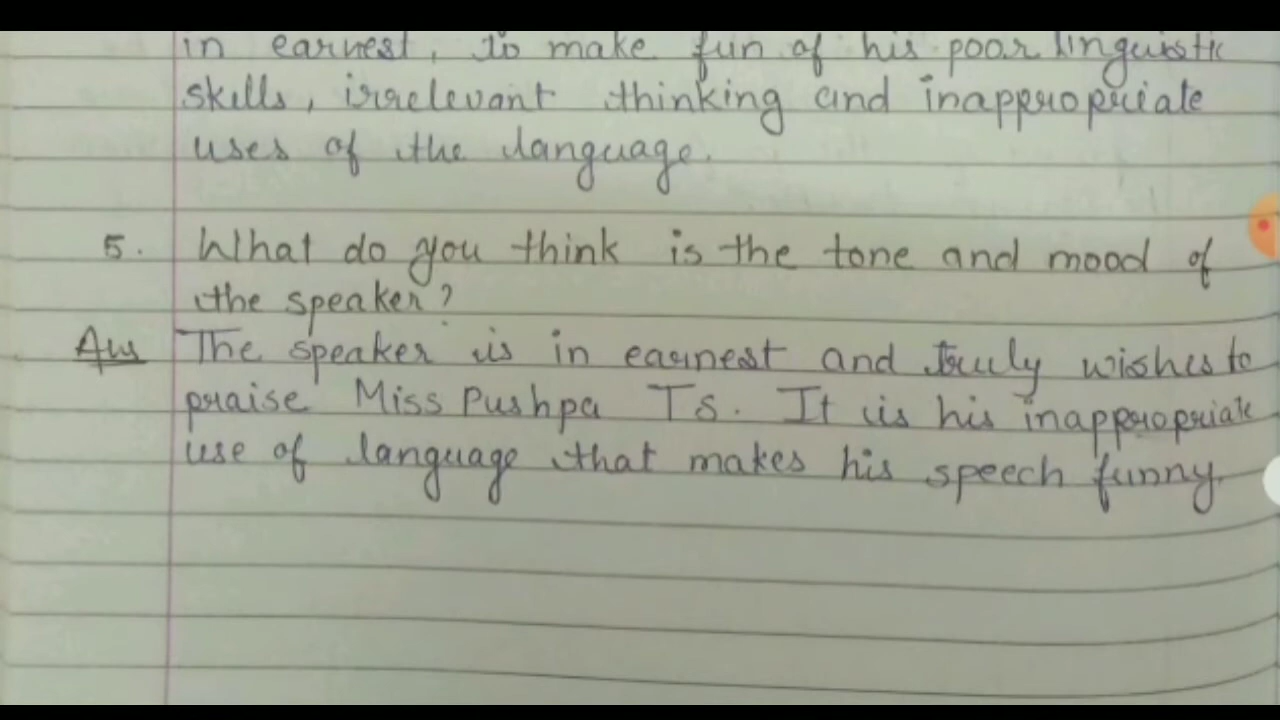 in earnest, to make fun of his poor linguistic
skills, irrelevant thinking and inappropriate
uses of the language.
5. What do you think is the tone and mood of
the speaker?
Ans The speaker is in earnest and truly wishes to
praise Miss Pushpa TS. It is his inappropriate
use of language that makes his speech funny.